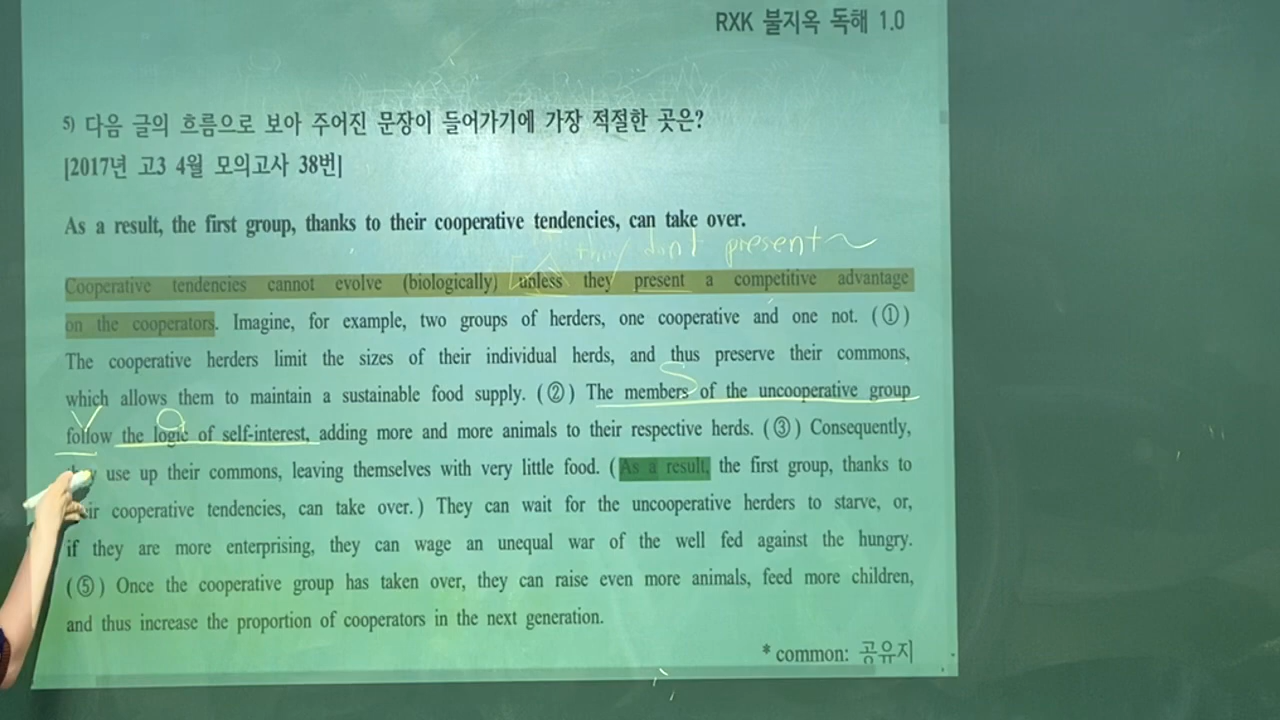 RXK 불지옥 독해 1.0
5) 다음 글의 흐름으로 보아 주어진 문장이 들어가기에 가장 적절한 곳은?
[2017년 고3 4월 모의고사 38번]
As a result, the first group, thanks to their cooperative tendencies, can take over.
they don't present
Cooperative tendencies cannot evolve (biologically) unless they present a competitive advantage
on the cooperators. Imagine, for example, two groups of herders, one cooperative and one not. (①)
The cooperative herders limit the sizes of their individual herds, and thus preserve their commons,
S
which allows them to maintain a sustainable food supply. (②) The members of the uncooperative group
V O
follow the logic of self-interest, adding more and more animals to their respective herds. (③) Consequently,
use up their commons, leaving themselves with very little food. (As a result, the first group, thanks to
cooperative tendencies, can take over.) They can wait for the uncooperative herders to starve, or,
if they are more enterprising, they can wage an unequal war of the well fed against the hungry.
(⑤) Once the cooperative group has taken over, they can raise even more animals, feed more children,
and thus increase the proportion of cooperators in the next generation.
* common: 공유지